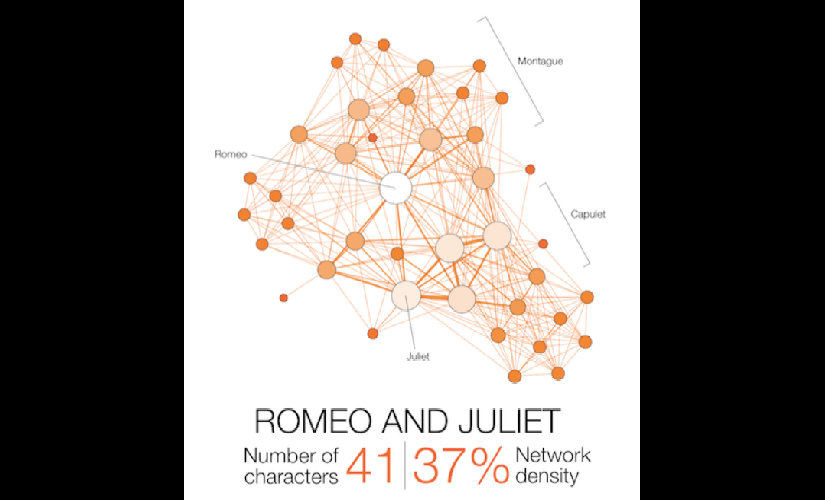 Montague
Romeo
Capulet
Juliet
ROMEO AND JULIET
Number of characters 41
37% Network density